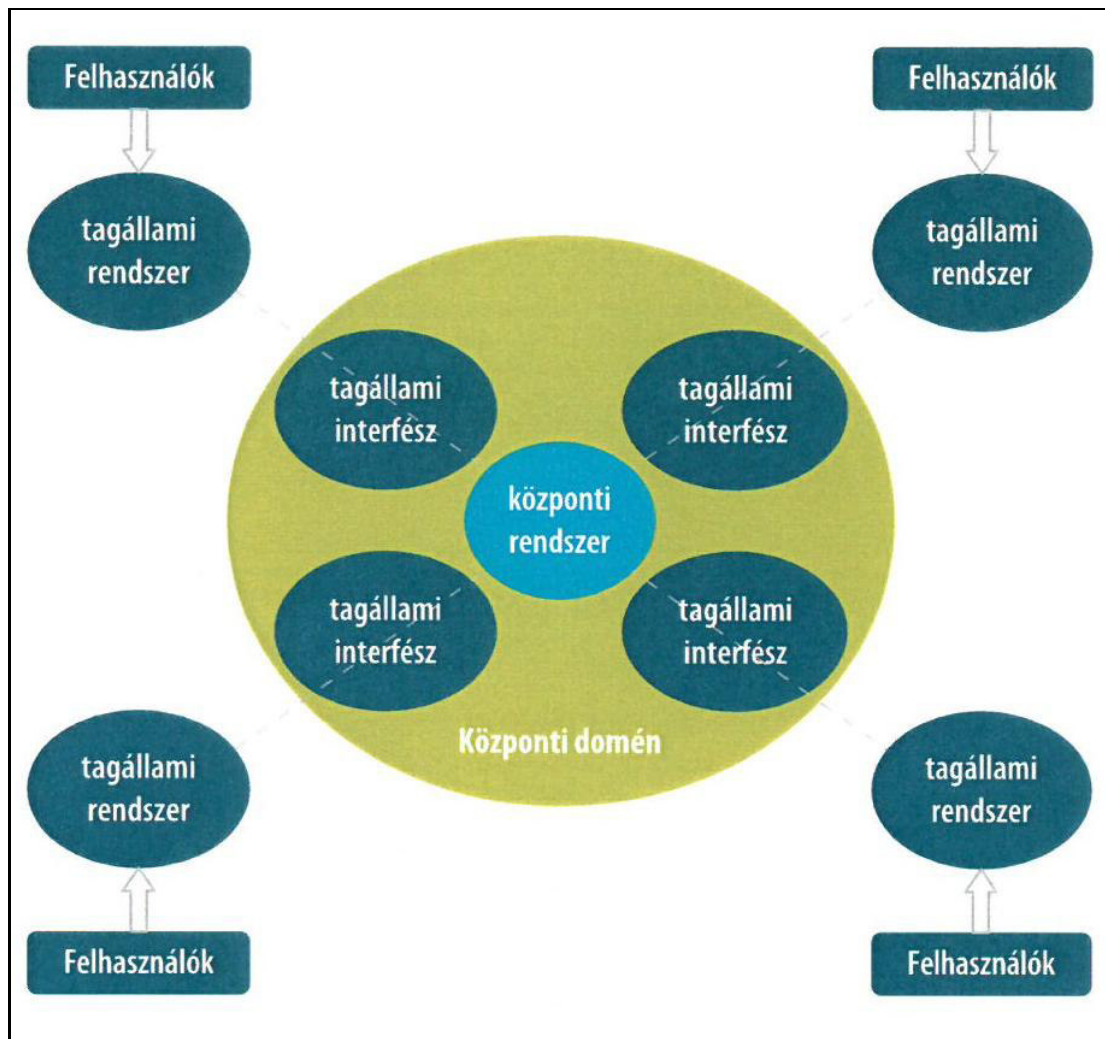 Felhasználók
Felhasználók
tagállami
rendszer
tagállami
rendszer
tagállami
interfész
tagállami
interfész
központi
rendszer
tagállami
interfész
tagállami
interfész
Központi domén
tagállami
rendszer
tagállami
rendszer
Felhasználók
Felhasználók